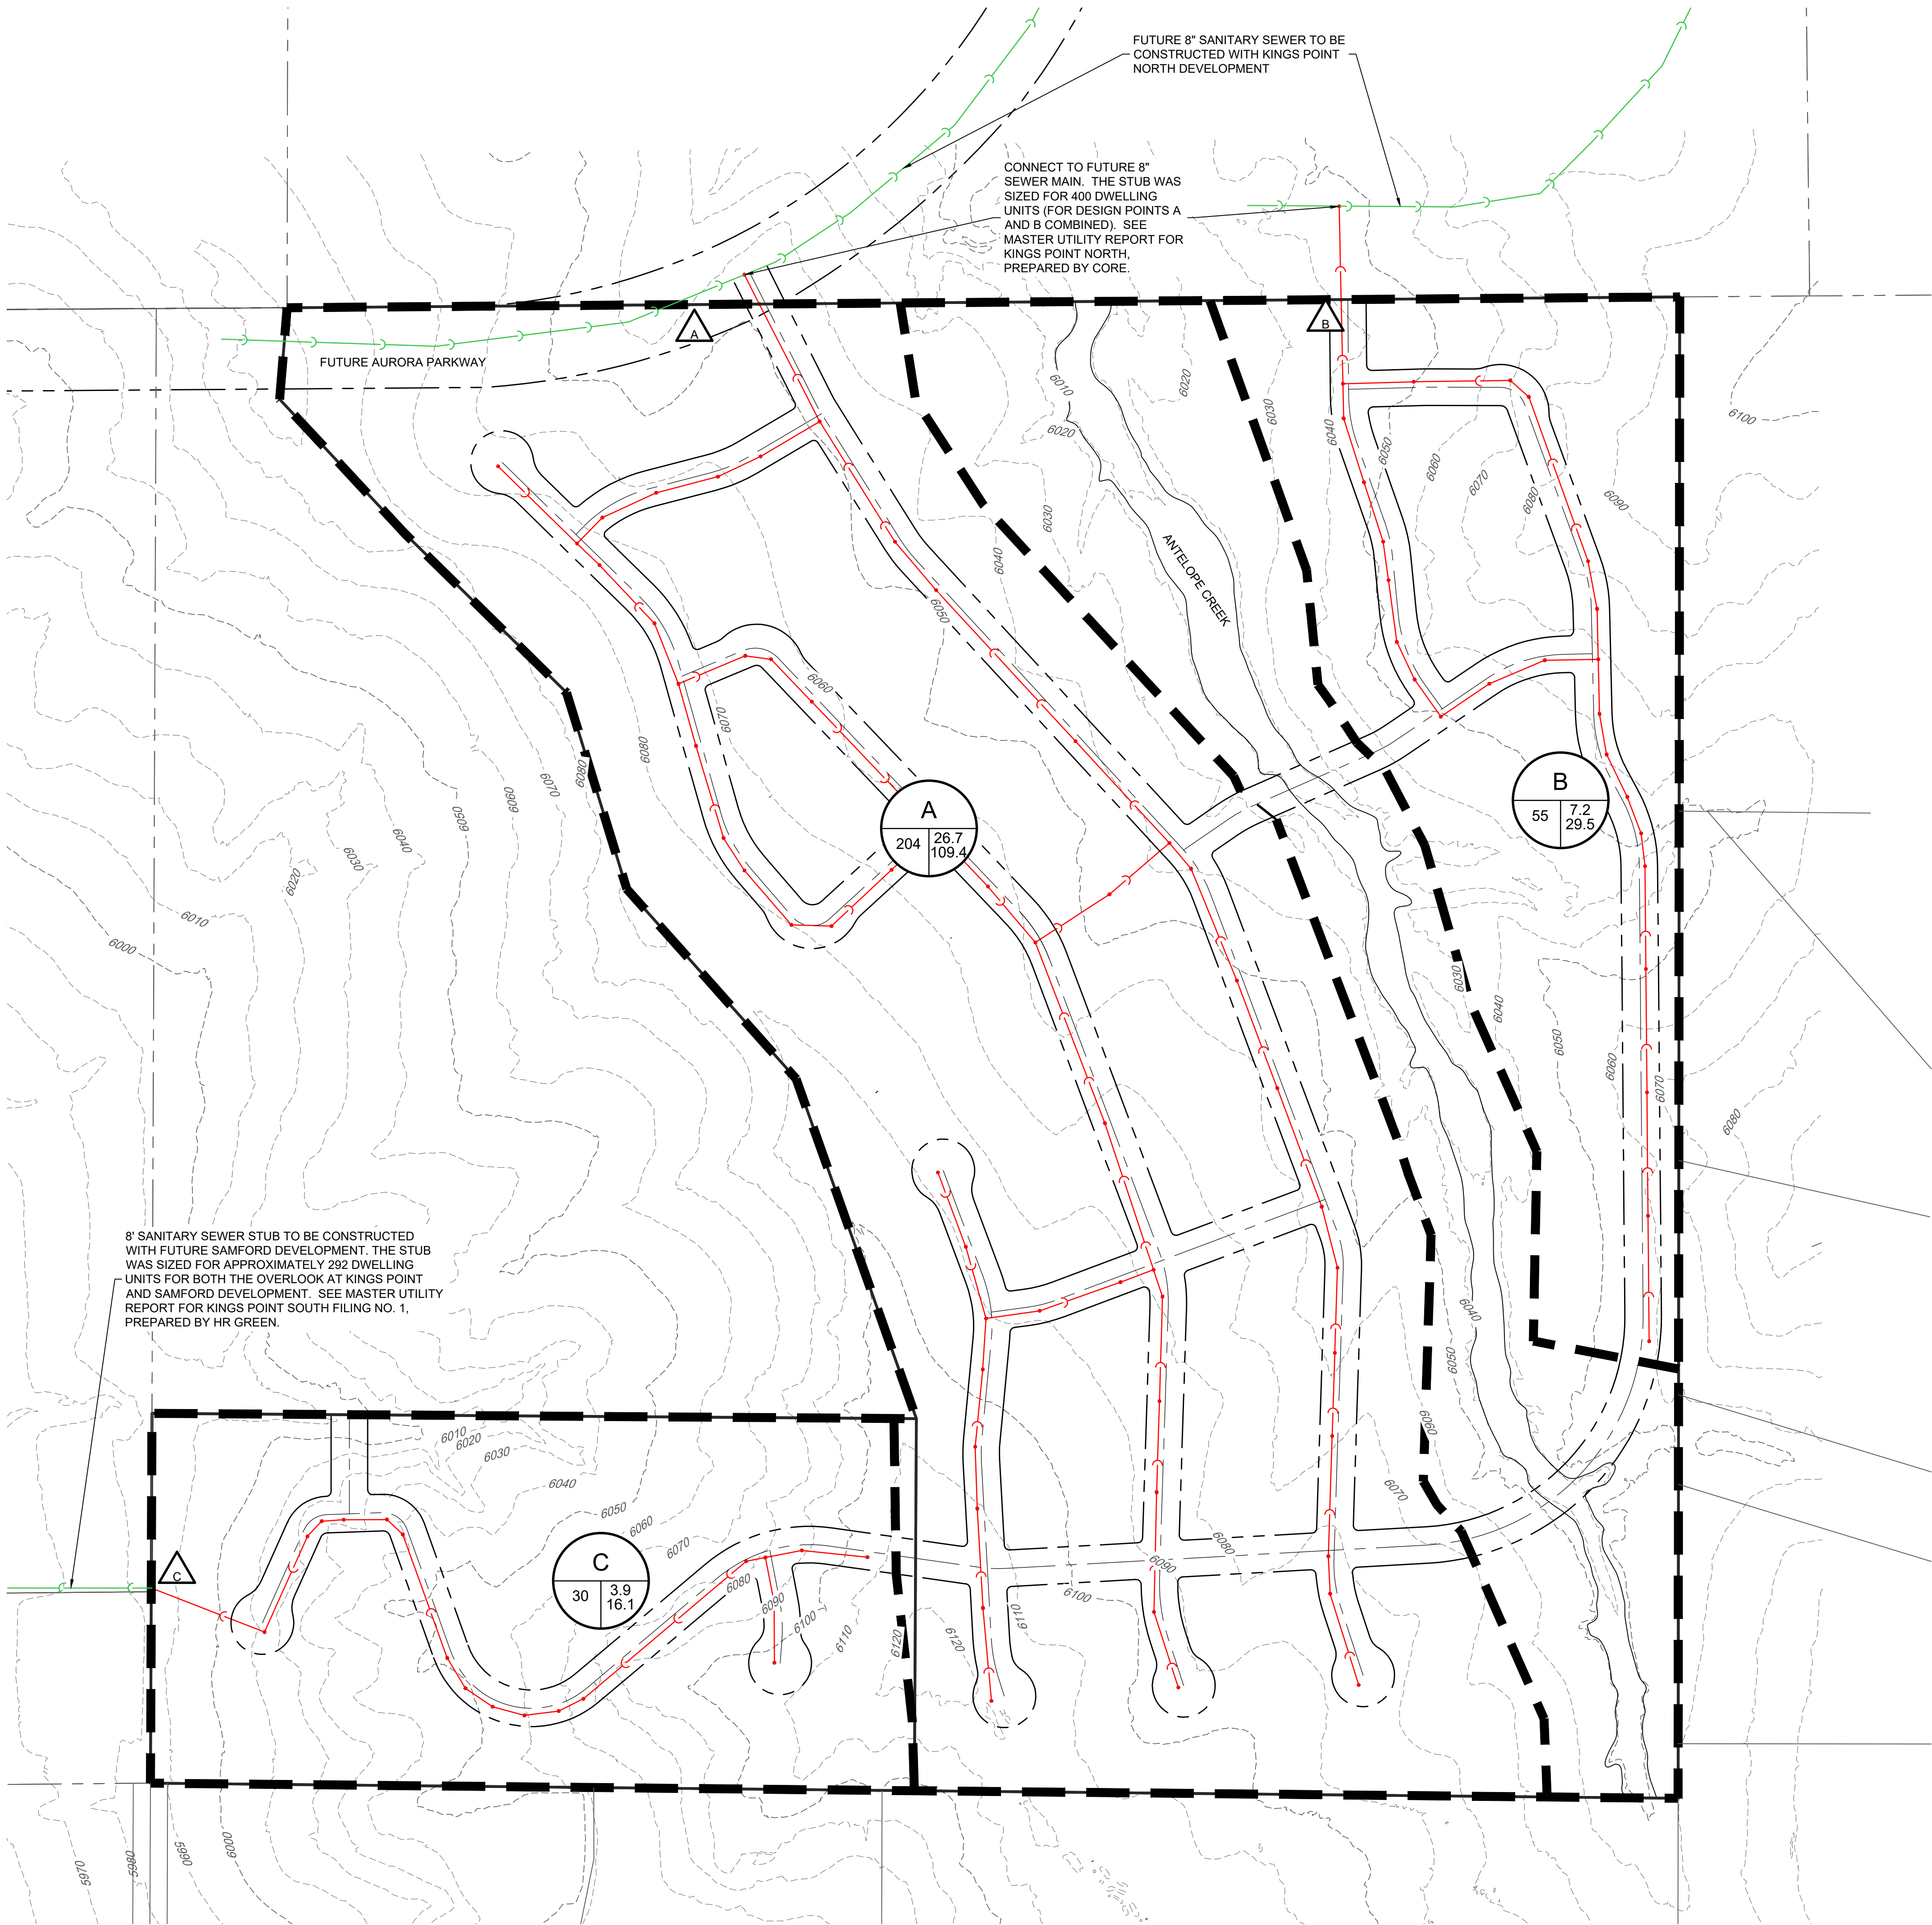 FUTURE 8" SANITARY SEWER TO BE
CONSTRUCTED WITH KINGS POINT
NORTH DEVELOPMENT
CONNECT TO FUTURE 8"
SEWER MAIN. THE STUB WAS
SIZED FOR 400 DWELLING
UNITS (FOR DESIGN POINTS A
AND B COMBINED). SEE
MASTER UTILITY REPORT FOR
KINGS POINT NORTH,
PREPARED BY CORE.
A
B
FUTURE AURORA PARKWAY
6010
6020
6020
6030
6040
6050
6060
6070
6080
6090
6100
6030
6040
ANTELOPE CREEK
6050
6060
6070
6080
6080
6070
6060
6050
6040
6030
6020
6010
6000
A
204
26.7
109.4
B
55
7.2
29.5
6030
6040
6050
6060
6070
6080
8' SANITARY SEWER STUB TO BE CONSTRUCTED
WITH FUTURE SAMFORD DEVELOPMENT. THE STUB
WAS SIZED FOR APPROXIMATELY 292 DWELLING
UNITS FOR BOTH THE OVERLOOK AT KINGS POINT
AND SAMFORD DEVELOPMENT. SEE MASTER UTILITY
REPORT FOR KINGS POINT SOUTH FILING NO. 1,
PREPARED BY HR GREEN.
6040
6050
6060
6070
6080
6090
6100
6110
6120
6010
6020
6030
6040
6050
6060
6070
6080
6090
6100
6110
6120
C
C
30
3.9
16.1
5970
5980
5990
6000